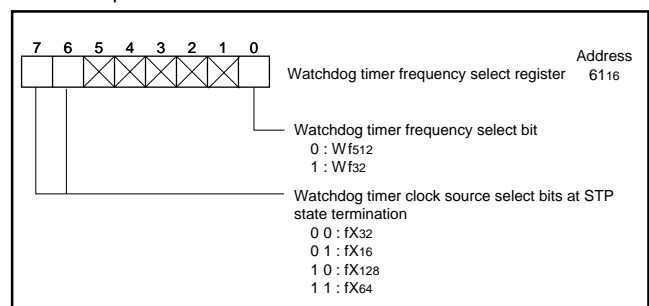 7 6 5 4 3 2 1 0
Address
Watchdog timer frequency select register 6116
Watchdog timer frequency select bit
0 : Wf512
1 : Wf32
Watchdog timer clock source select bits at STP
state termination
0 0 : fX32
0 1 : fX16
1 0 : fX128
1 1 : fX64